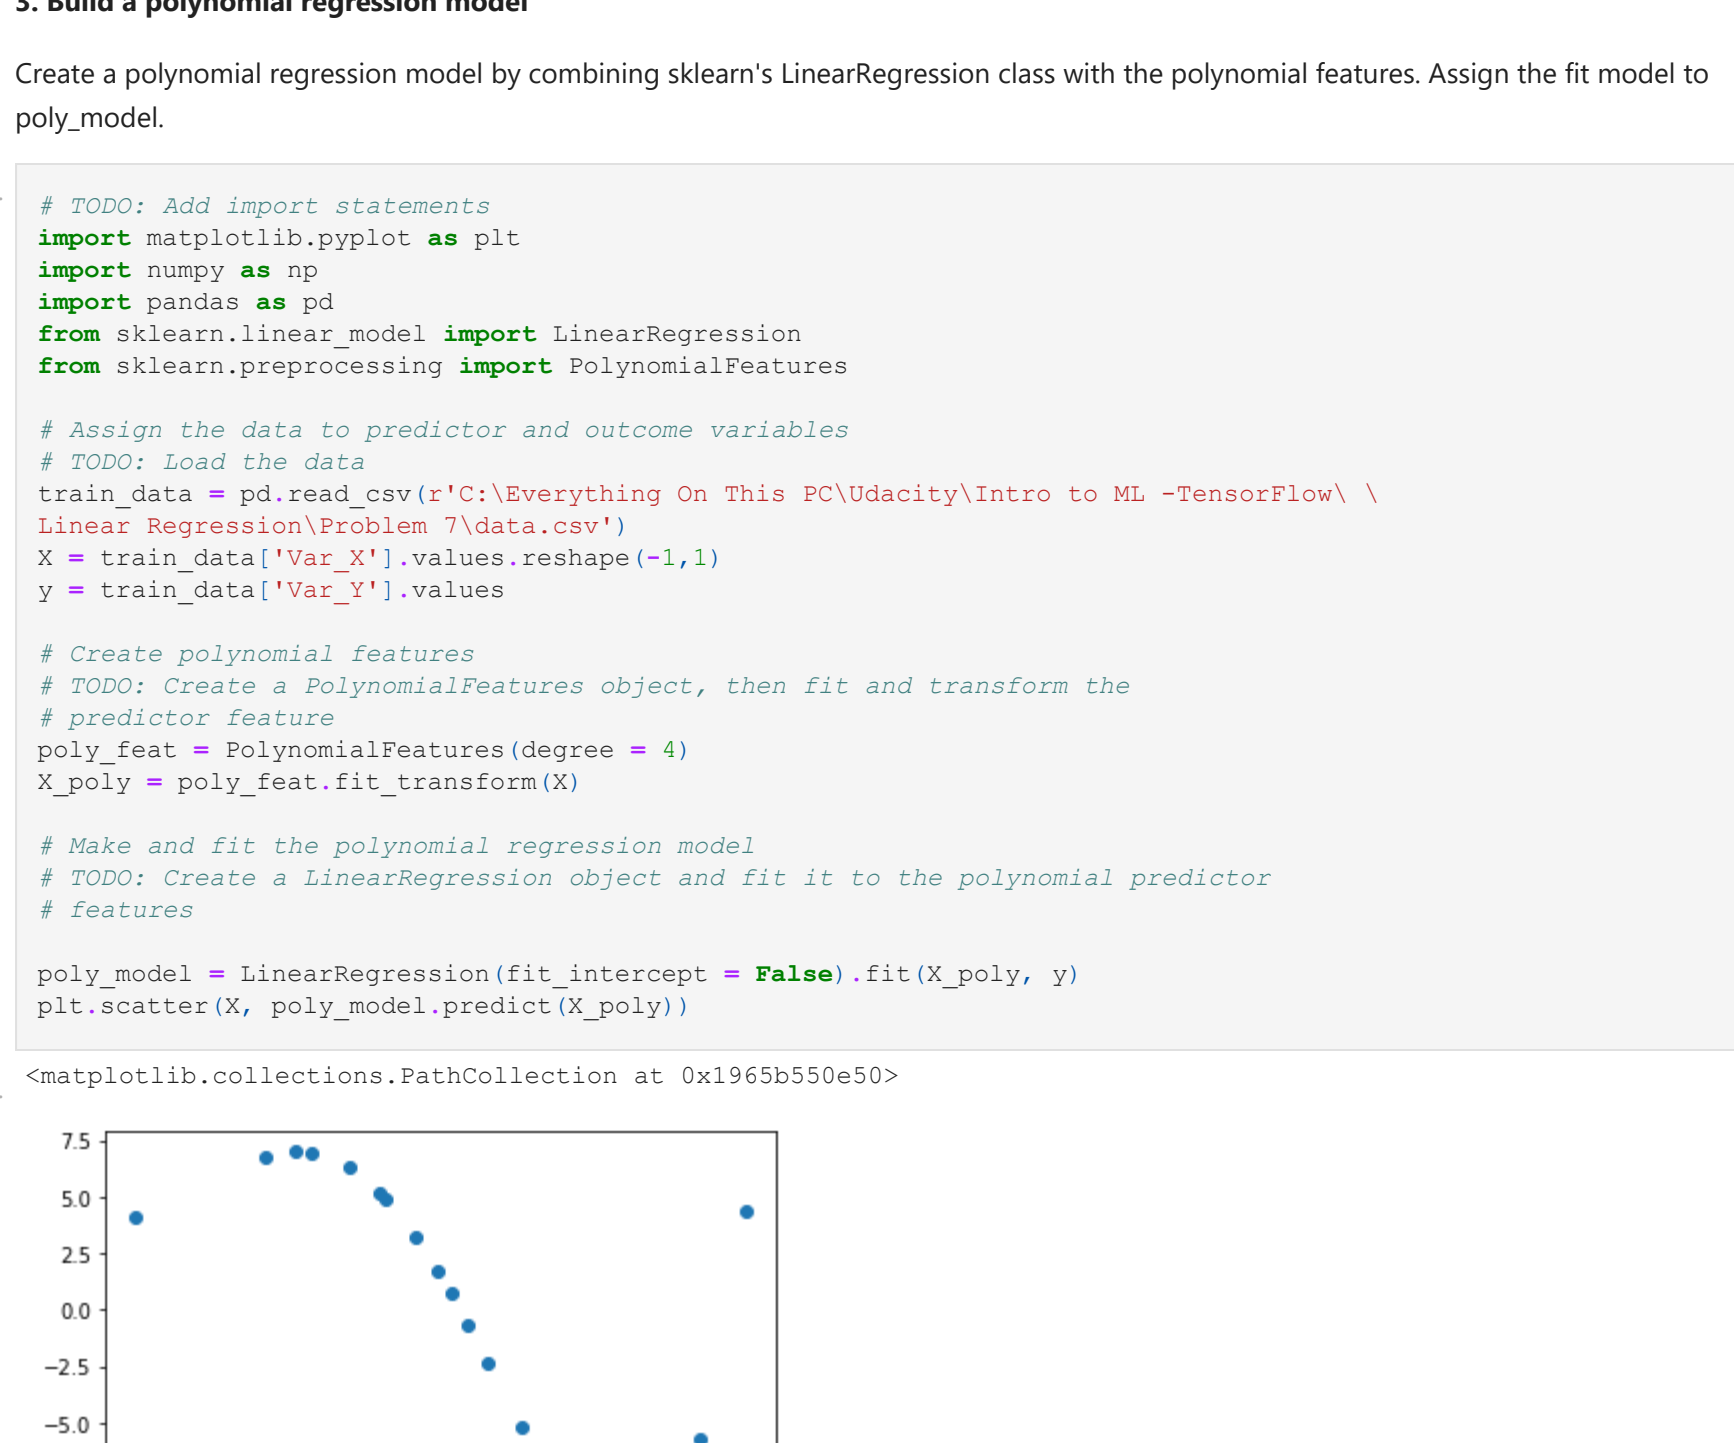 3. Build a polynomial regression model
Create a polynomial regression model by combining sklearn's LinearRegression class with the polynomial features. Assign the fit model to
poly_model.
# TODO: Add import statements
import matplotlib.pyplot as plt
import numpy as np
import pandas as pd
from sklearn.linear_model import LinearRegression
from sklearn.preprocessing import PolynomialFeatures
# Assign the data to predictor and outcome variables
# TODO: Load the data
train_data = pd.read_csv(r'C:\Everything On This PC\Udacity\Intro to ML -TensorFlow\ \
Linear Regression\Problem 7\data.csv')
X = train_data['Var_X'].values.reshape(-1,1)
y = train_data['Var_Y'].values
# Create polynomial features
# TODO: Create a PolynomialFeatures object, then fit and transform the
# predictor feature
poly_feat = PolynomialFeatures(degree = 4)
X_poly = poly_feat.fit_transform(X)
# Make and fit the polynomial regression model
# TODO: Create a LinearRegression object and fit it to the polynomial predictor
# features
poly_model = LinearRegression(fit_intercept = False).fit(X_poly, y)
plt.scatter(X, poly_model.predict(X_poly))
<matplotlib.collections.PathCollection at 0x1965b550e50>
7.5
5.0
2.5
0.0
−2.5
−5.0